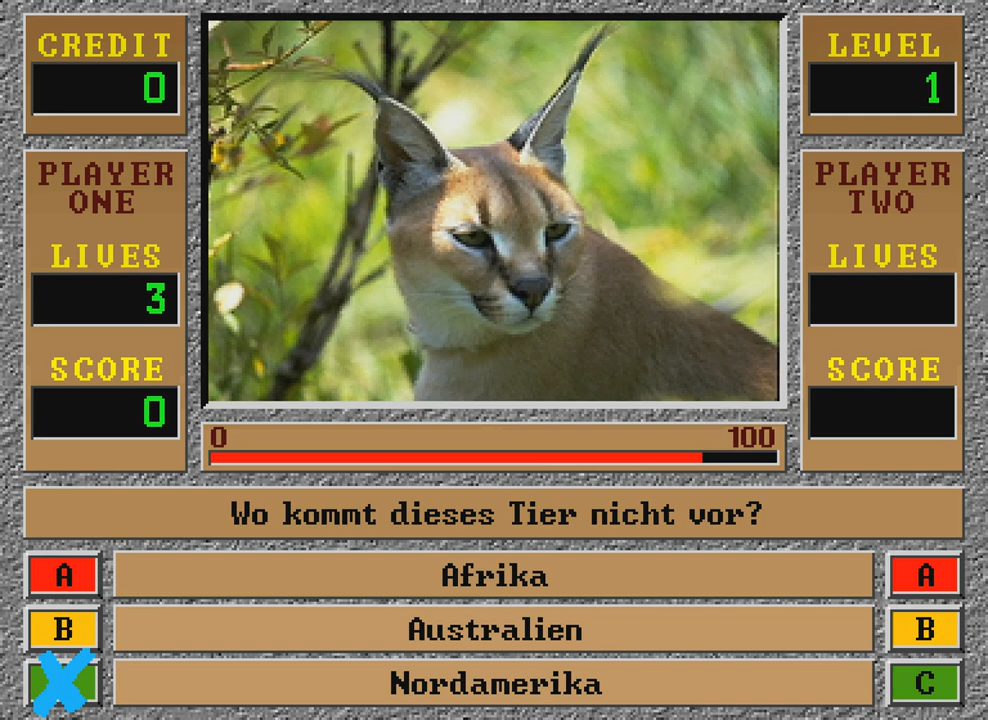 CREDIT
0
LEVEL
1
PLAYER
ONE
LIVES
3
SCORE
0
PLAYER
TWO
LIVES
SCORE
0 100
Wo kommt dieses Tier nicht vor?
A Afrika A
B Australien B
Nordamerika C